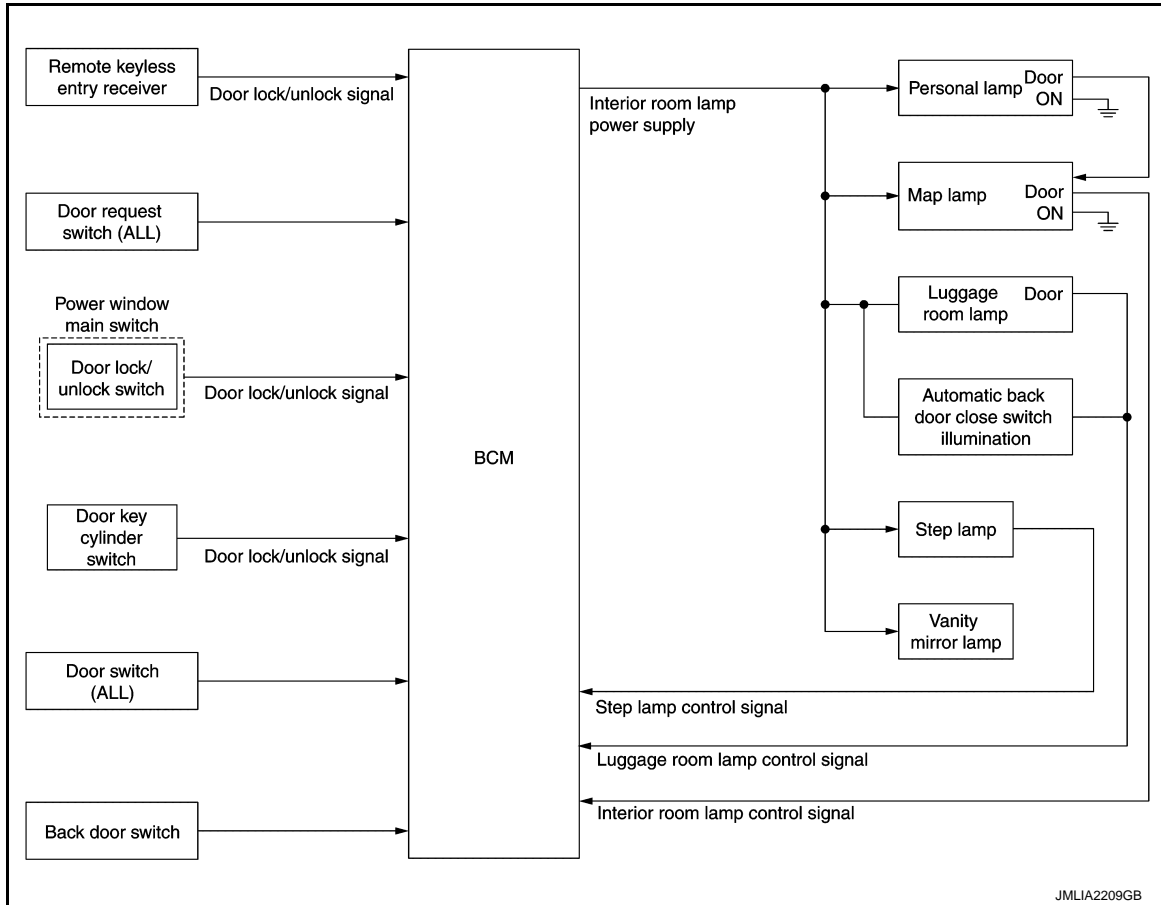 Remote keyless
entry receiver
Door lock/unlock signal
Door request
switch (ALL)
Power window
main switch
Door lock/
unlock switch
Door lock/unlock signal
Door key
cylinder
switch
Door lock/unlock signal
Door switch
(ALL)
Back door switch
BCM
Interior room lamp
power supply
Personal lamp
Door
ON
Map lamp
Door
ON
Luggage
room lamp
Door
Automatic back
door close switch
illumination
Step lamp
Vanity
mirror lamp
Step lamp control signal
Luggage room lamp control signal
Interior room lamp control signal
JMLIA2209GB